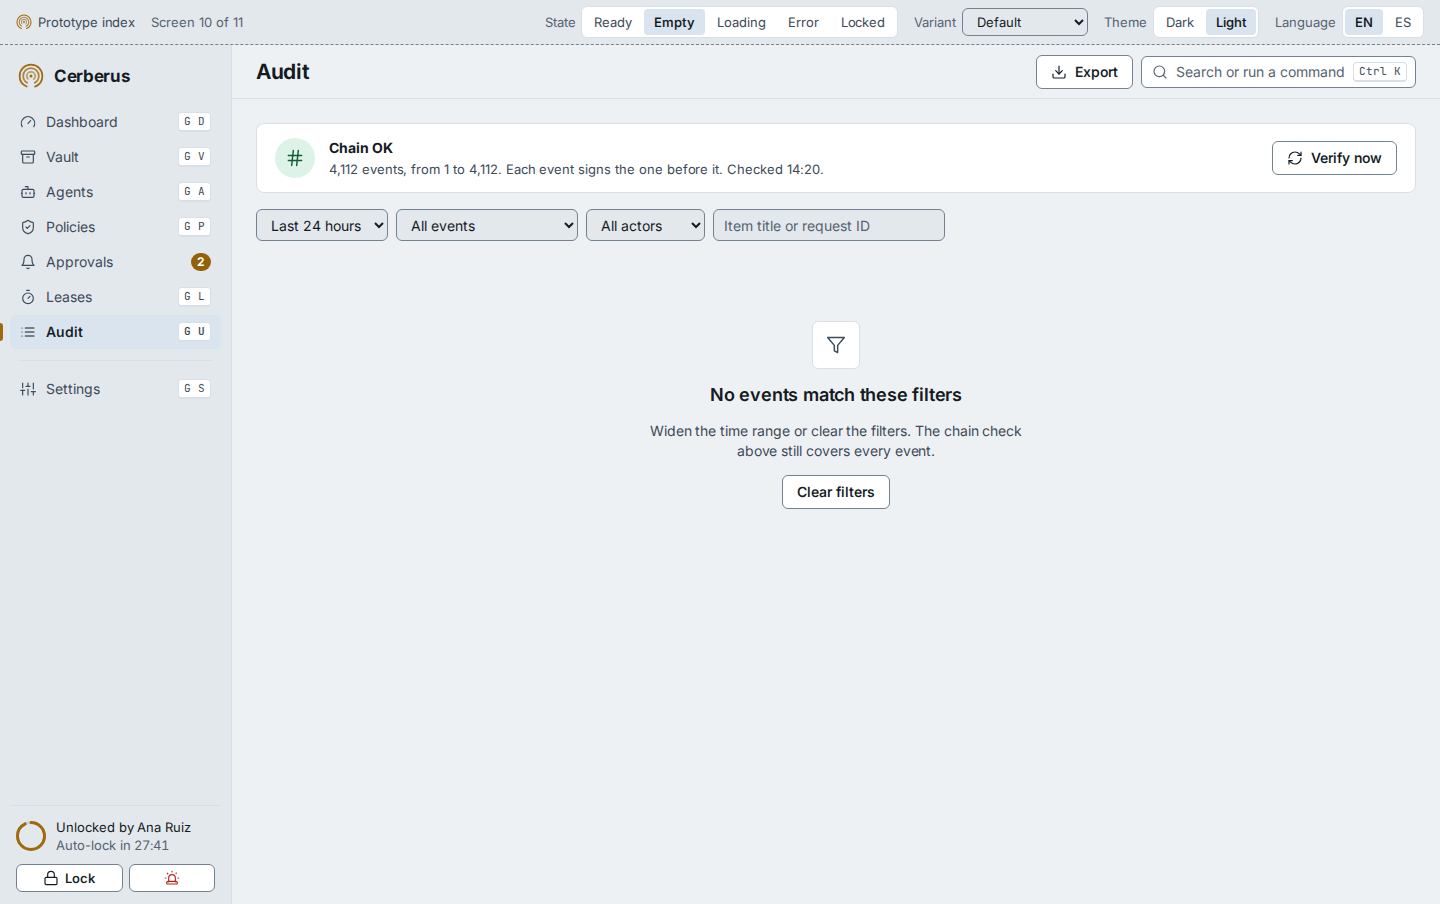 Prototype index Screen 10 of 11 State Ready Empty Loading Error Locked Variant Default Theme Dark Light Language EN ES
Cerberus
Audit
Export
Search or run a command Ctrl K
Dashboard G D
Vault G V
Agents G A
Policies G P
Approvals 2
Leases G L
Audit G U
Settings G S
Chain OK
4,112 events, from 1 to 4,112. Each event signs the one before it. Checked 14:20.
Verify now
Last 24 hours All events All actors Item title or request ID
No events match these filters
Widen the time range or clear the filters. The chain check
above still covers every event.
Clear filters
Unlocked by Ana Ruiz
Auto-lock in 27:41
Lock